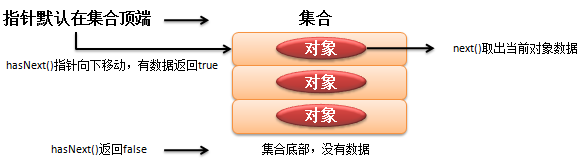 指针默认在集合顶端
集合
对象
next()取出当前对象数据
hasNext()指针向下移动，有数据返回true
对象
对象
hasNext()返回false
集合底部，没有数据